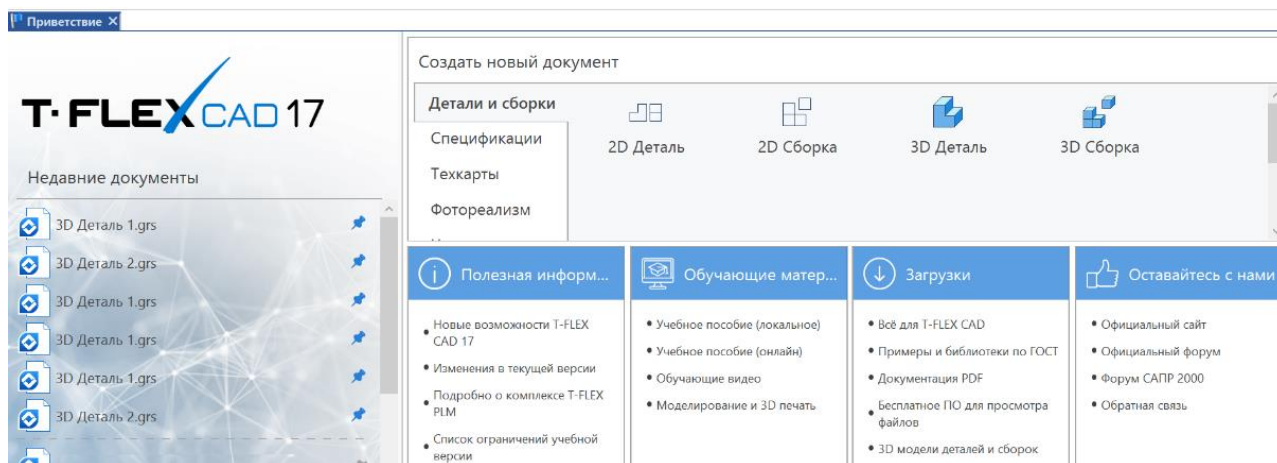 Приветствие
T-FLEX CAD 17
Недавние документы
3D Деталь 1.grs
3D Деталь 2.grs
3D Деталь 1.grs
3D Деталь 1.grs
3D Деталь 1.grs
3D Деталь 2.grs
Создать новый документ
Детали и сборки
Спецификации
Техкарты
Фотореализм
2D Деталь
2D Сборка
3D Деталь
3D Сборка
Полезная информ...
Новые возможности T-FLEX
CAD 17
Изменения в текущей версии
Подробно о комплексе T-FLEX
PLM
Список ограничений учебной
версии
Обучающие матер...
Учебное пособие (локальное)
Учебное пособие (онлайн)
Обучающие видео
Моделирование и 3D печать
Загрузки
Всё для T-FLEX CAD
Примеры и библиотеки по ГОСТ
Документация PDF
Бесплатное ПО для просмотра
файлов
3D модели деталей и сборок
Оставайтесь с нами
Официальный сайт
Официальный форум
Форум САПР 2000
Обратная связь